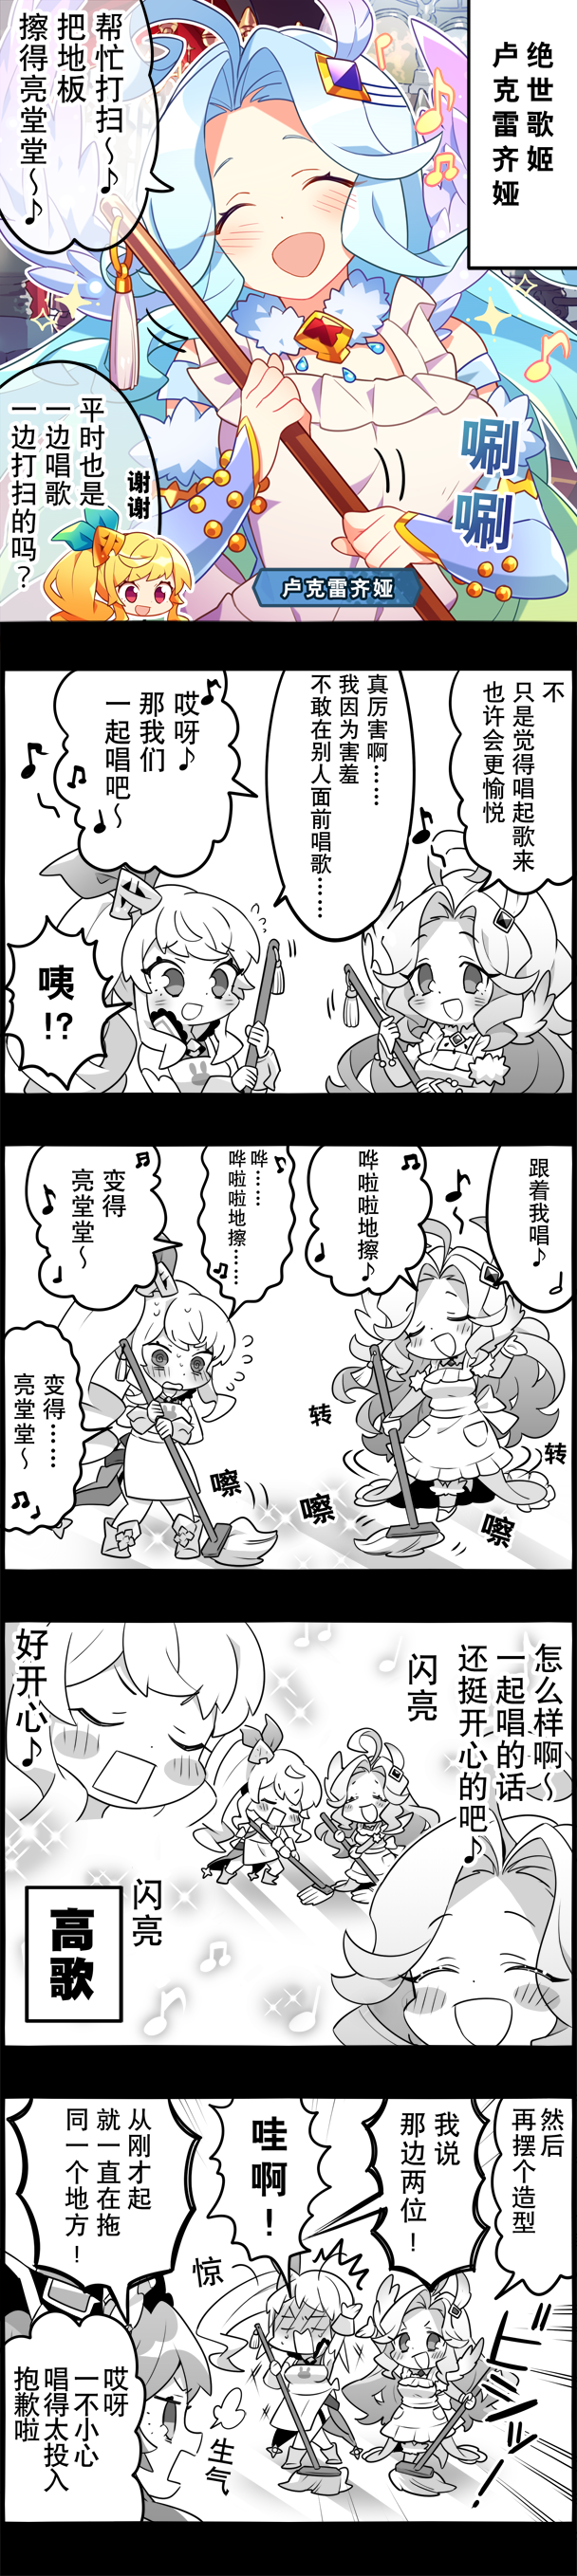 绝世歌姬
卢克雷齐娅
帮忙打扫～♪
把地板
擦得亮堂堂～♪
唰
唰
谢谢
平时也是
一边唱歌
一边打扫的吗？
卢克雷齐娅
不
只是觉得唱起歌来
也许会更愉悦
真厉害啊……
我因为害羞
不敢在别人面前唱歌……
哎呀♪
那我们
一起唱吧～
咦
!?
跟着我唱♪
哗啦啦地擦♪
哗……
哗啦啦地擦……
变得
亮堂堂～
变得……
亮堂堂～
转
转
嚓
嚓
嚓
怎么样啊～
一起唱的话
还挺开心的吧♪
闪亮
好开心♪
闪亮
高歌
然后
再摆个造型
我说
那边两位！
哇啊！
从刚才起
就一直在拖
同一个地方！
惊
ビシッ
生气
哎呀
一不小心
唱得太投入
抱歉啦